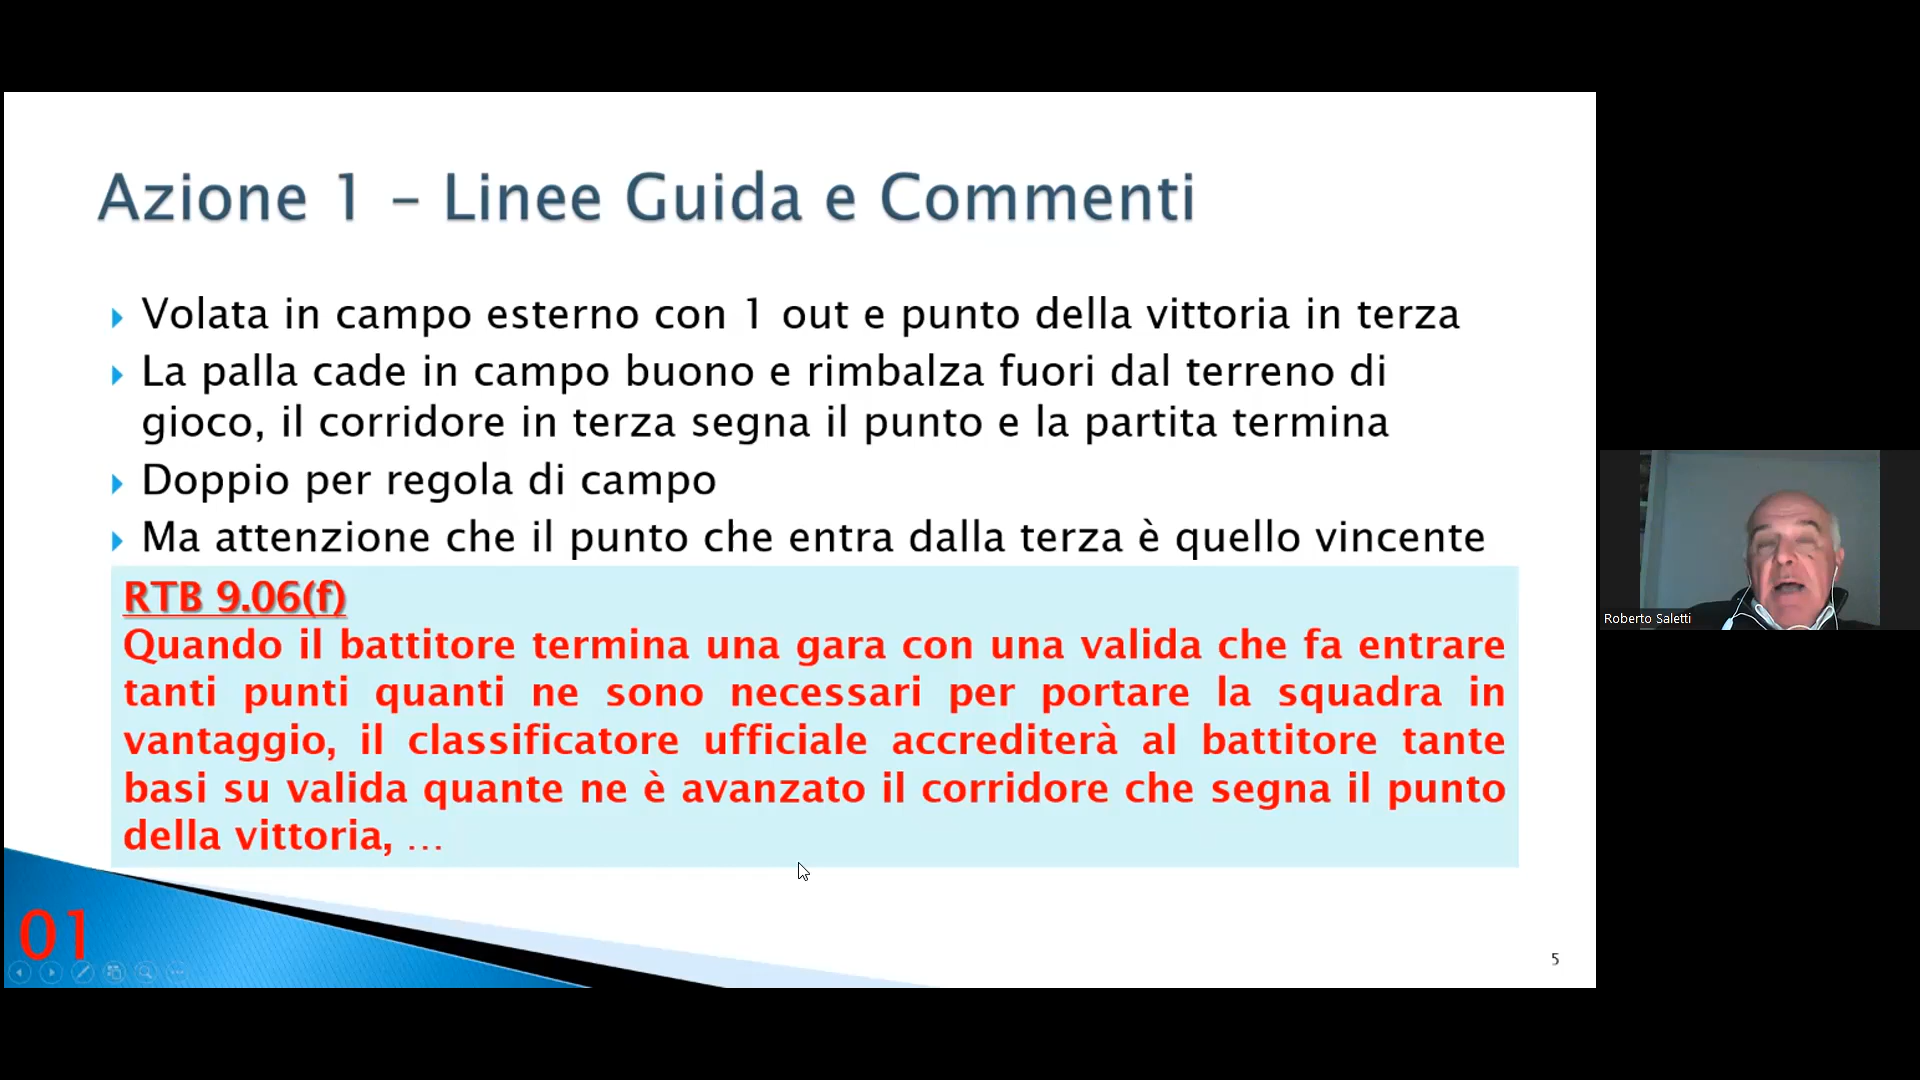 Azione 1 – Linee Guida e Commenti
Volata in campo esterno con 1 out e punto della vittoria in terza
La palla cade in campo buono e rimbalza fuori dal terreno di
gioco, il corridore in terza segna il punto e la partita termina
Doppio per regola di campo
Ma attenzione che il punto che entra dalla terza è quello vincente
RTB 9.06(f)
Quando il battitore termina una gara con una valida che fa entrare
tanti punti quanti ne sono necessari per portare la squadra in
vantaggio, il classificatore ufficiale accrediterà al battitore tante
basi su valida quante ne è avanzato il corridore che segna il punto
della vittoria, ...
01
5
Roberto Saletti